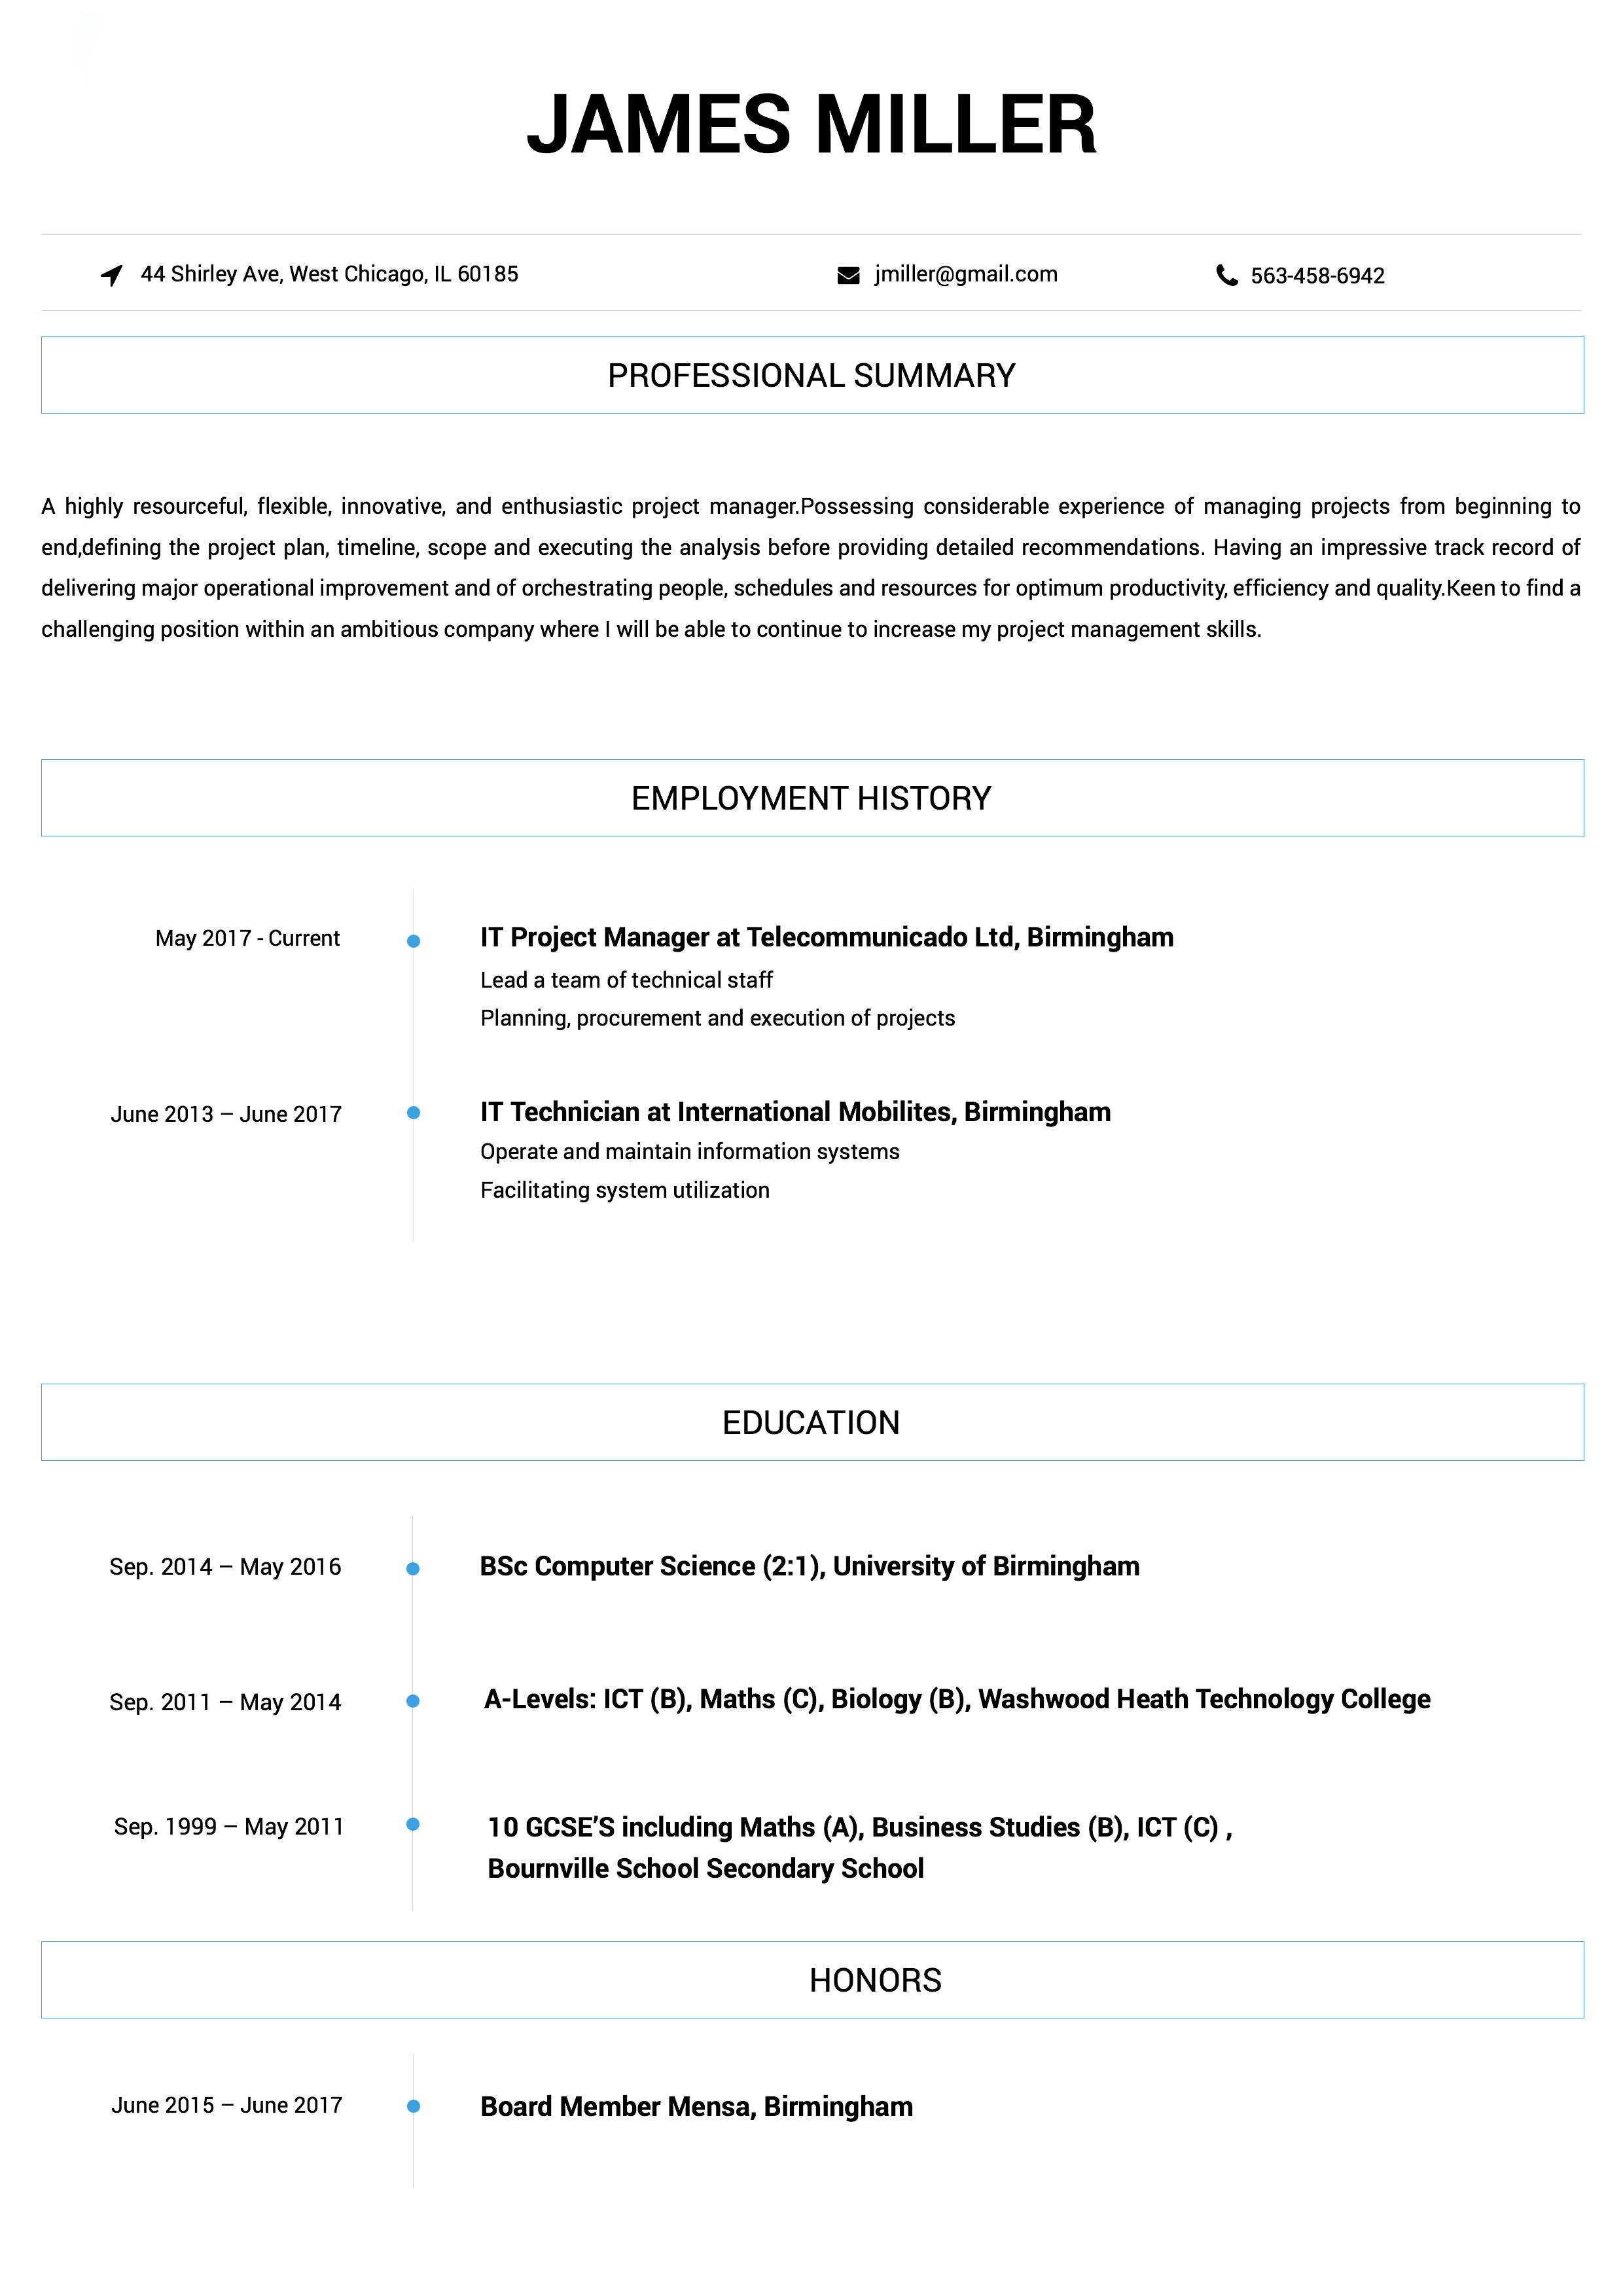 JAMES MILLER
44 Shirley Ave, West Chicago, IL 60185
jmiller@gmail.com
563-458-6942
PROFESSIONAL SUMMARY
A highly resourceful, flexible, innovative, and enthusiastic project manager.Possessing considerable experience of managing projects from beginning to
end,defining the project plan, timeline, scope and executing the analysis before providing detailed recommendations. Having an impressive track record of
delivering major operational improvement and of orchestrating people, schedules and resources for optimum productivity, efficiency and quality.Keen to find a
challenging position within an ambitious company where I will be able to continue to increase my project management skills.
EMPLOYMENT HISTORY
May 2017 - Current
IT Project Manager at Telecommunicado Ltd, Birmingham
Lead a team of technical staff
Planning, procurement and execution of projects
June 2013 – June 2017
IT Technician at International Mobilites, Birmingham
Operate and maintain information systems
Facilitating system utilization
EDUCATION
Sep. 2014 – May 2016
BSc Computer Science (2:1), University of Birmingham
Sep. 2011 – May 2014
A-Levels: ICT (B), Maths (C), Biology (B), Washwood Heath Technology College
Sep. 1999 – May 2011
10 GCSE’S including Maths (A), Business Studies (B), ICT (C) ,
Bournville School Secondary School
HONORS
June 2015 – June 2017
Board Member Mensa, Birmingham